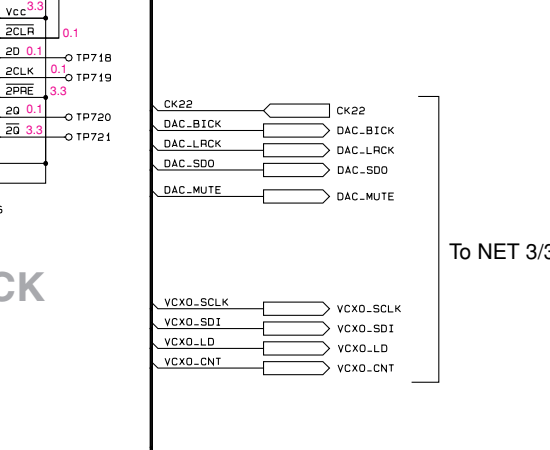 Vcc 3.3
2CLR 0.1
2D 0.1 TP718
2CLK 0.1 TP719
2PRE 3.3
2Q 0.1 TP720
2Q 3.3 TP721
CK
CK22 CK22
DAC_BICK DAC_BICK
DAC_LRCK DAC_LRCK
DAC_SDO DAC_SDO
DAC_MUTE DAC_MUTE
To NET 3/3
VCXO_SCLK VCXO_SCLK
VCXO_SDI VCXO_SDI
VCXO_LD VCXO_LD
VCXO_CNT VCXO_CNT